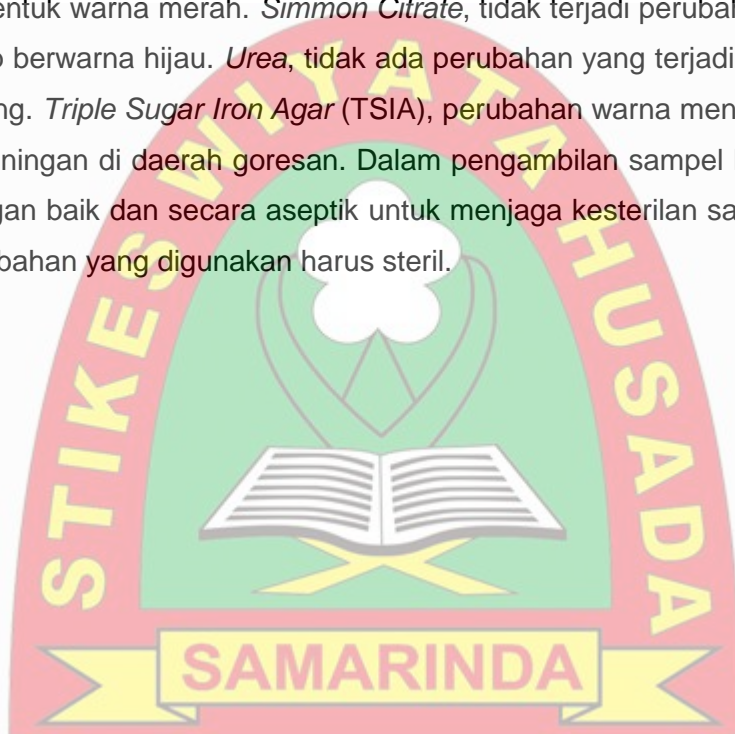 entuk warna merah. Simmon Citrate, tidak terjadi perubah
berwarna hijau. Urea, tidak ada perubahan yang terjadi
ng. Triple Sugar Iron Agar (TSIA), perubahan warna men
ningan di daerah goresan. Dalam pengambilan sampel
gan baik dan secara aseptik untuk menjaga kesterilan sa
bahan yang digunakan harus steril.
STIKES WIYATA HUSADA
SAMARINDA